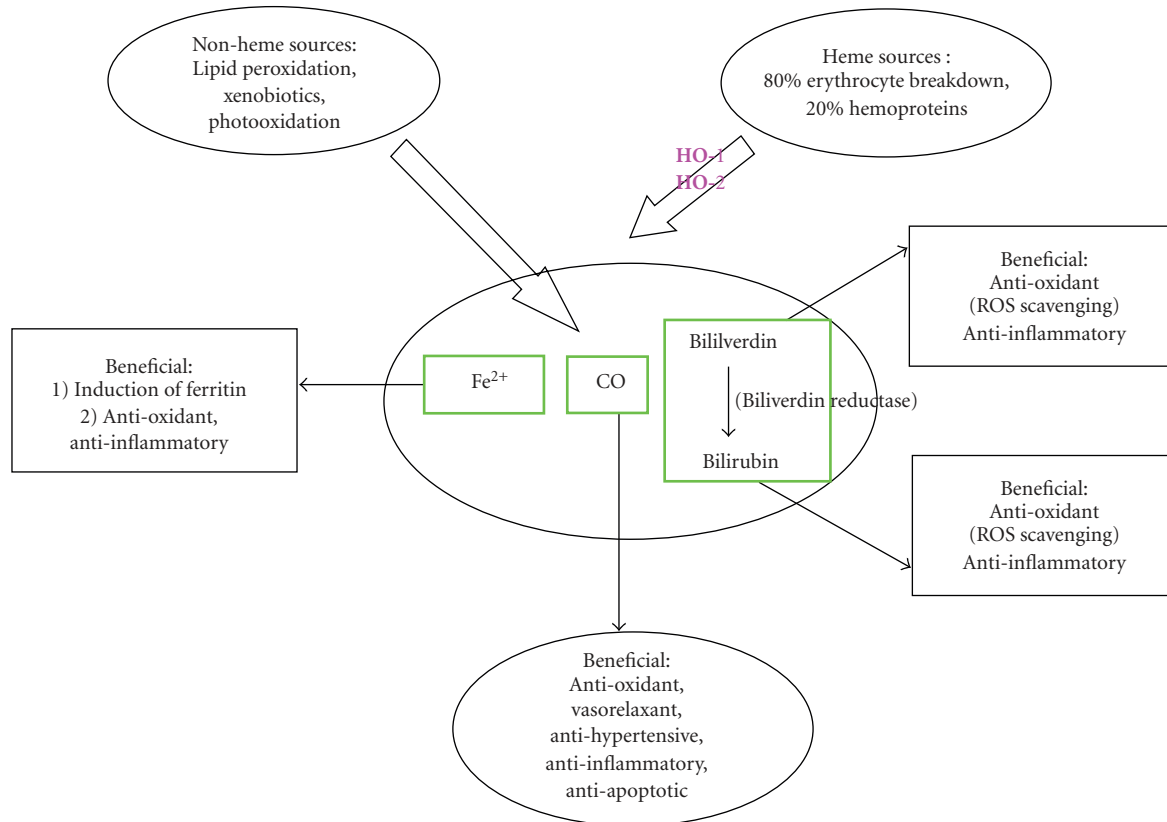 Non-heme sources:
Lipid peroxidation,
xenobiotics,
photooxidation
Heme sources :
80% erythrocyte breakdown,
20% hemoproteins
HO-1
HO-2
Beneficial:
Anti-oxidant
(ROS scavenging)
Anti-inflammatory
Beneficial:
1) Induction of ferritin
2) Anti-oxidant,
anti-inflammatory
Fe²⁺
CO
Bililverdin
(Biliverdin reductase)
Bilirubin
Beneficial:
Anti-oxidant
(ROS scavenging)
Anti-inflammatory
Beneficial:
Anti-oxidant,
vasorelaxant,
anti-hypertensive,
anti-inflammatory,
anti-apoptotic